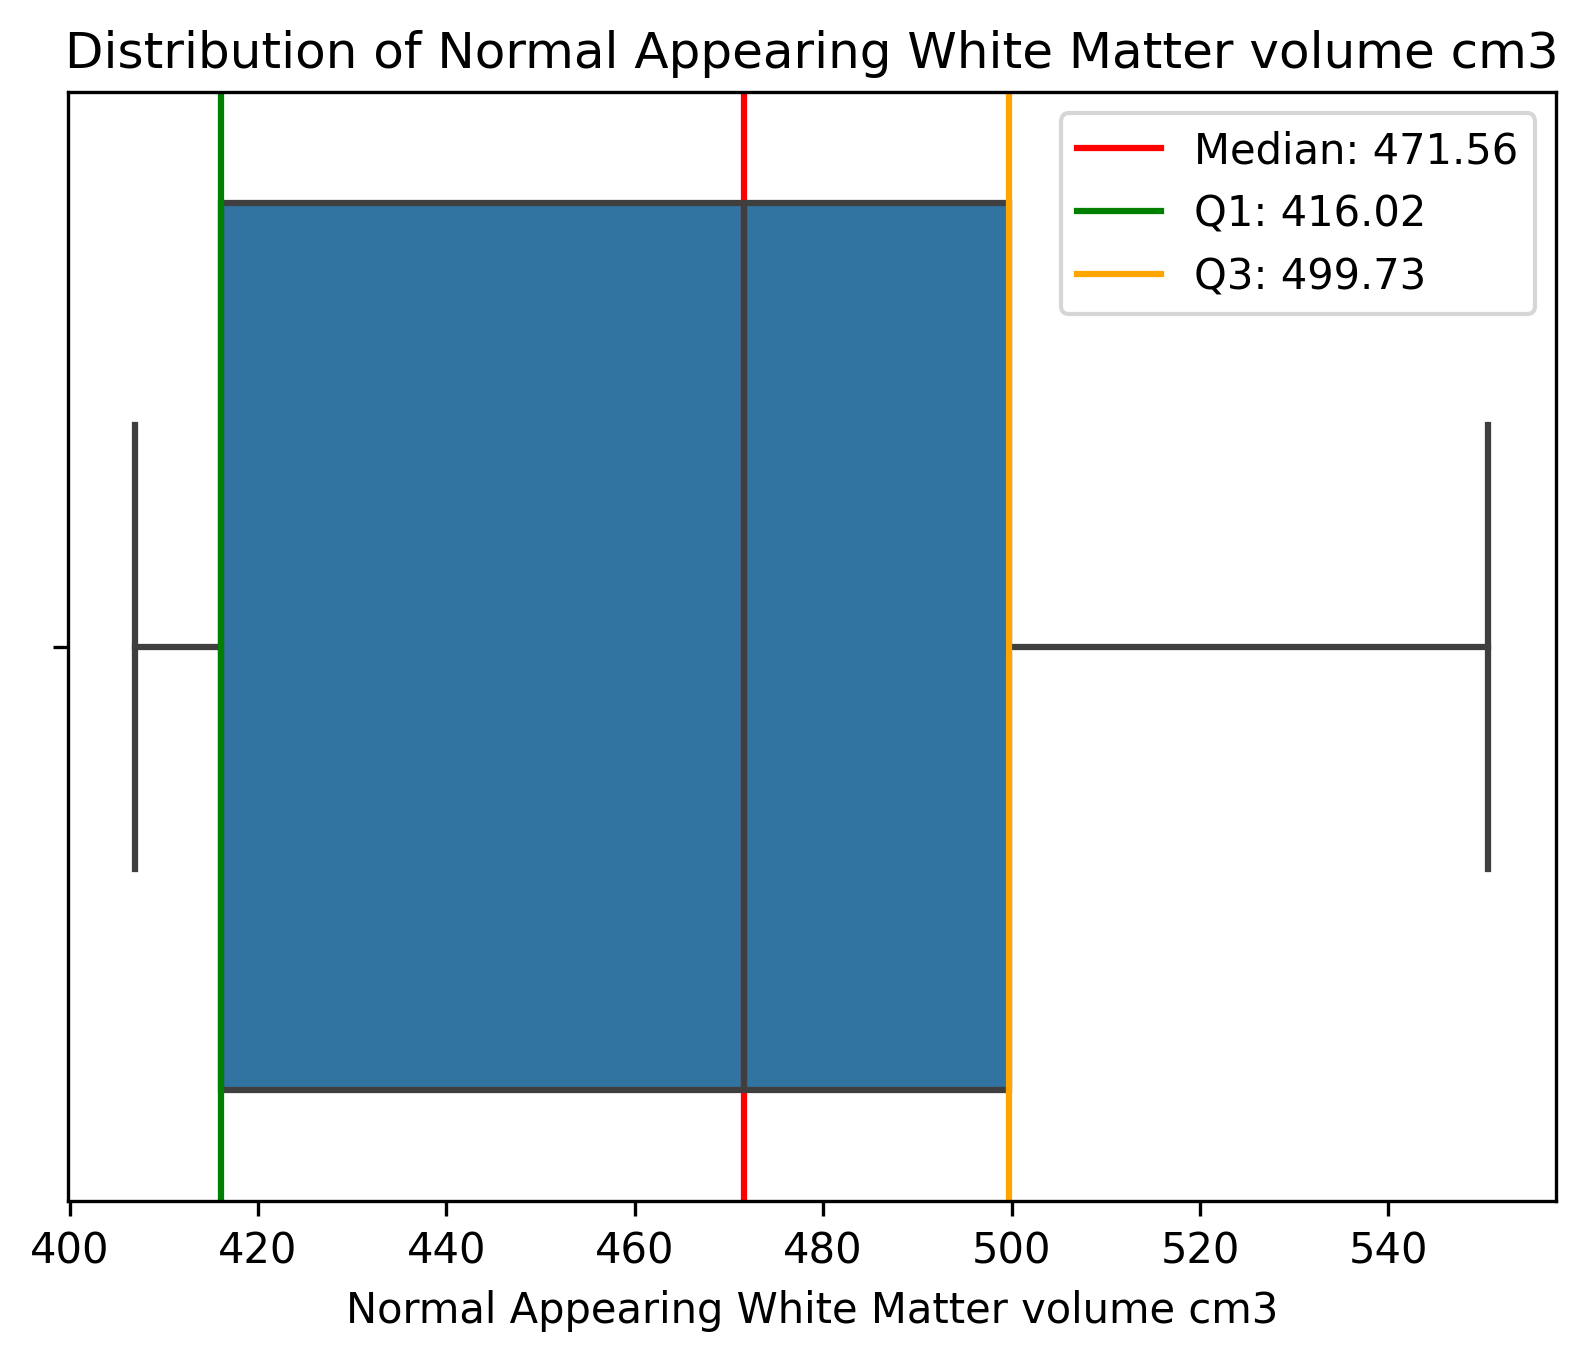 Distribution of Normal Appearing White Matter volume cm3
Median: 471.56
Q1: 416.02
Q3: 499.73
400 420 440 460 480 500 520 540
Normal Appearing White Matter volume cm3